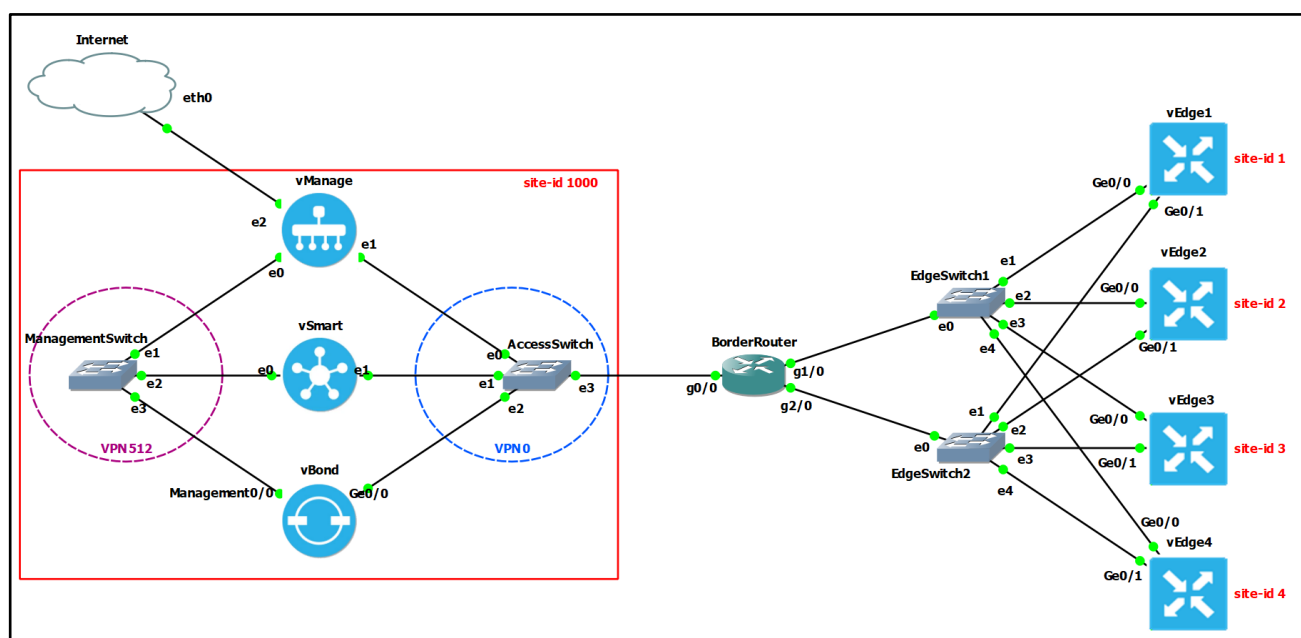 Internet
eth0
vManage
site-id 1000
e2
e1
e0
ManagementSwitch
e1
e2
e3
VPN512
vSmart
e0
e1
AccessSwitch
e0
e1
e2
e3
VPN0
vBond
Management0/0
Ge0/0
BorderRouter
g0/0
g1/0
g2/0
EdgeSwitch1
e0
e1
e2
e3
e4
EdgeSwitch2
e0
e1
e2
e3
e4
vEdge1
Ge0/0
Ge0/1
site-id 1
vEdge2
Ge0/0
Ge0/1
site-id 2
vEdge3
Ge0/0
Ge0/1
site-id 3
vEdge4
Ge0/0
Ge0/1
site-id 4